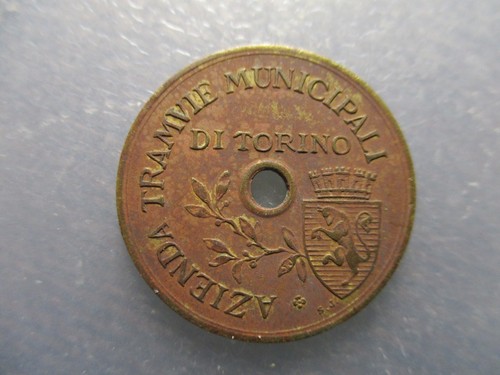 AZIENDA TRAMVIE MUNICIPALI
DI TORINO